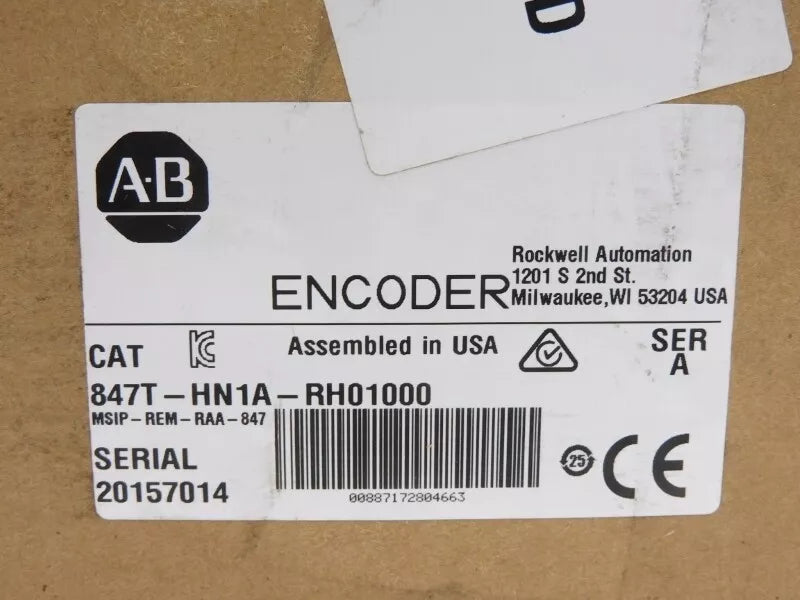 D
A·B
ENCODER
Rockwell Automation
1201 S 2nd St.
Milwaukee,WI 53204 USA
CAT
KC
Assembled in USA
SER
A
847T-HN1A-RH01000
MSIP-REM-RAA-847
SERIAL
20157014
00887172804663
25
CE